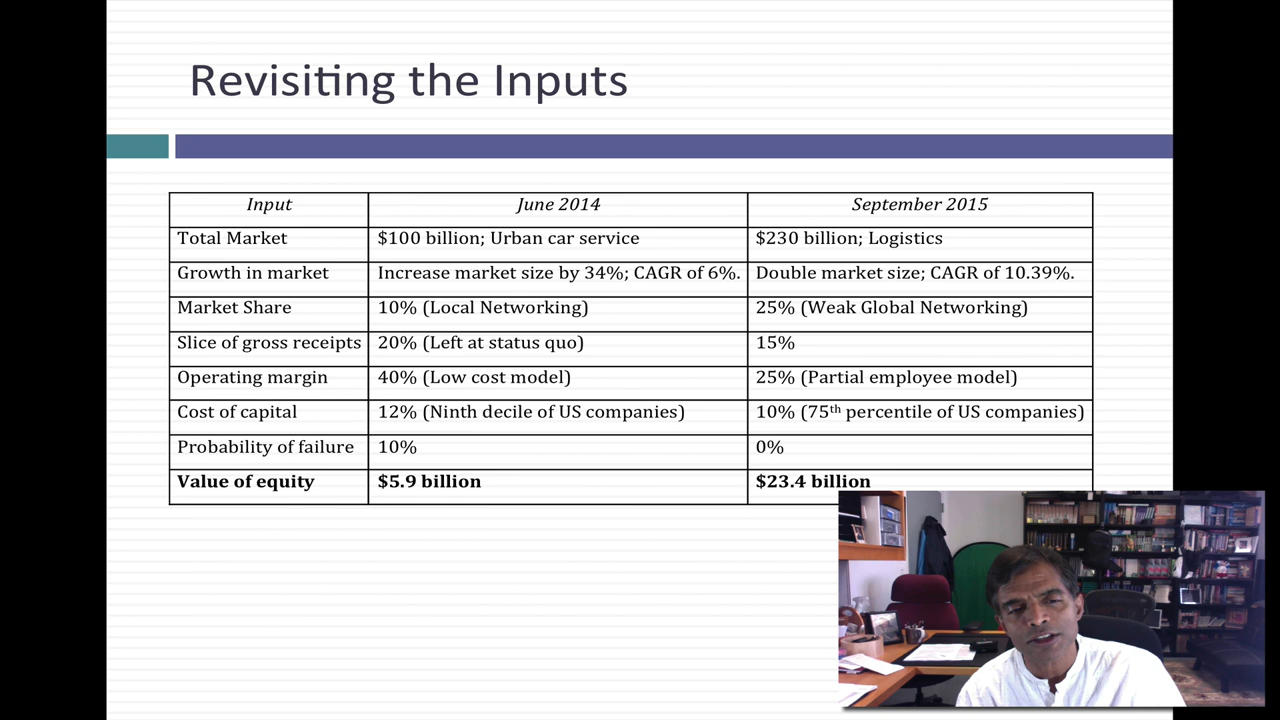 Revisiting the Inputs
Input June 2014 September 2015
Total Market $100 billion; Urban car service $230 billion; Logistics
Growth in market Increase market size by 34%; CAGR of 6%. Double market size; CAGR of 10.39%.
Market Share 10% (Local Networking) 25% (Weak Global Networking)
Slice of gross receipts 20% (Left at status quo) 15%
Operating margin 40% (Low cost model) 25% (Partial employee model)
Cost of capital 12% (Ninth decile of US companies) 10% (75th percentile of US companies)
Probability of failure 10% 0%
Value of equity $5.9 billion $23.4 billion